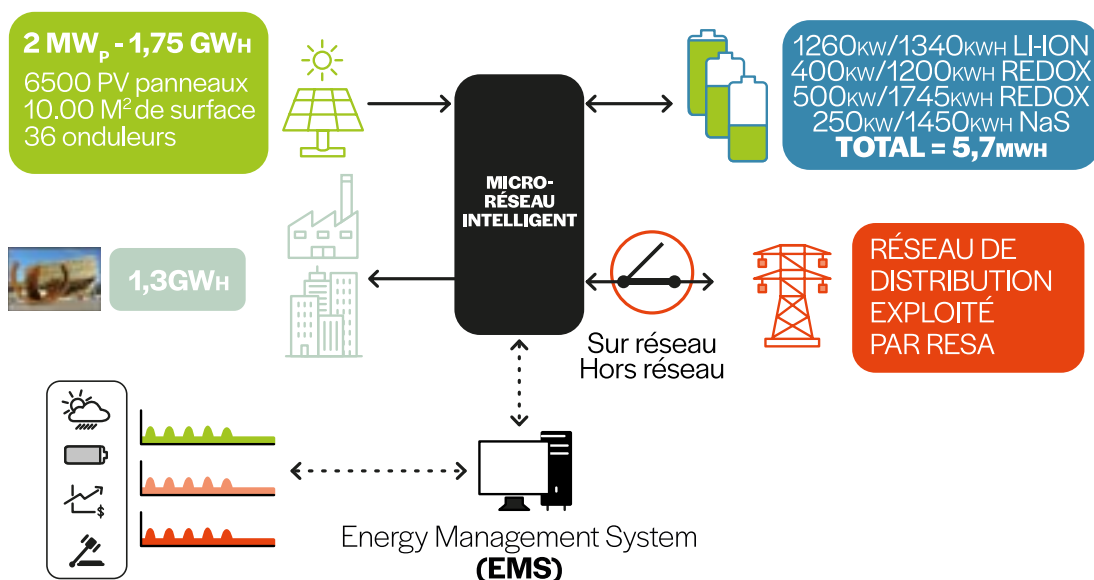 2 MWp - 1,75 GWH
6500 PV panneaux
10.00 M² de surface
36 onduleurs
1260KW/1340KWH LI-ION
400KW/1200KWH REDOX
500KW/1745KWH REDOX
250KW/1450KWH NaS
TOTAL = 5,7MWH
MICRO-
RÉSEAU
INTELLIGENT
1,3GWH
RÉSEAU DE
DISTRIBUTION
EXPLOITÉ
PAR RESA
Sur réseau
Hors réseau
$
Energy Management System
(EMS)